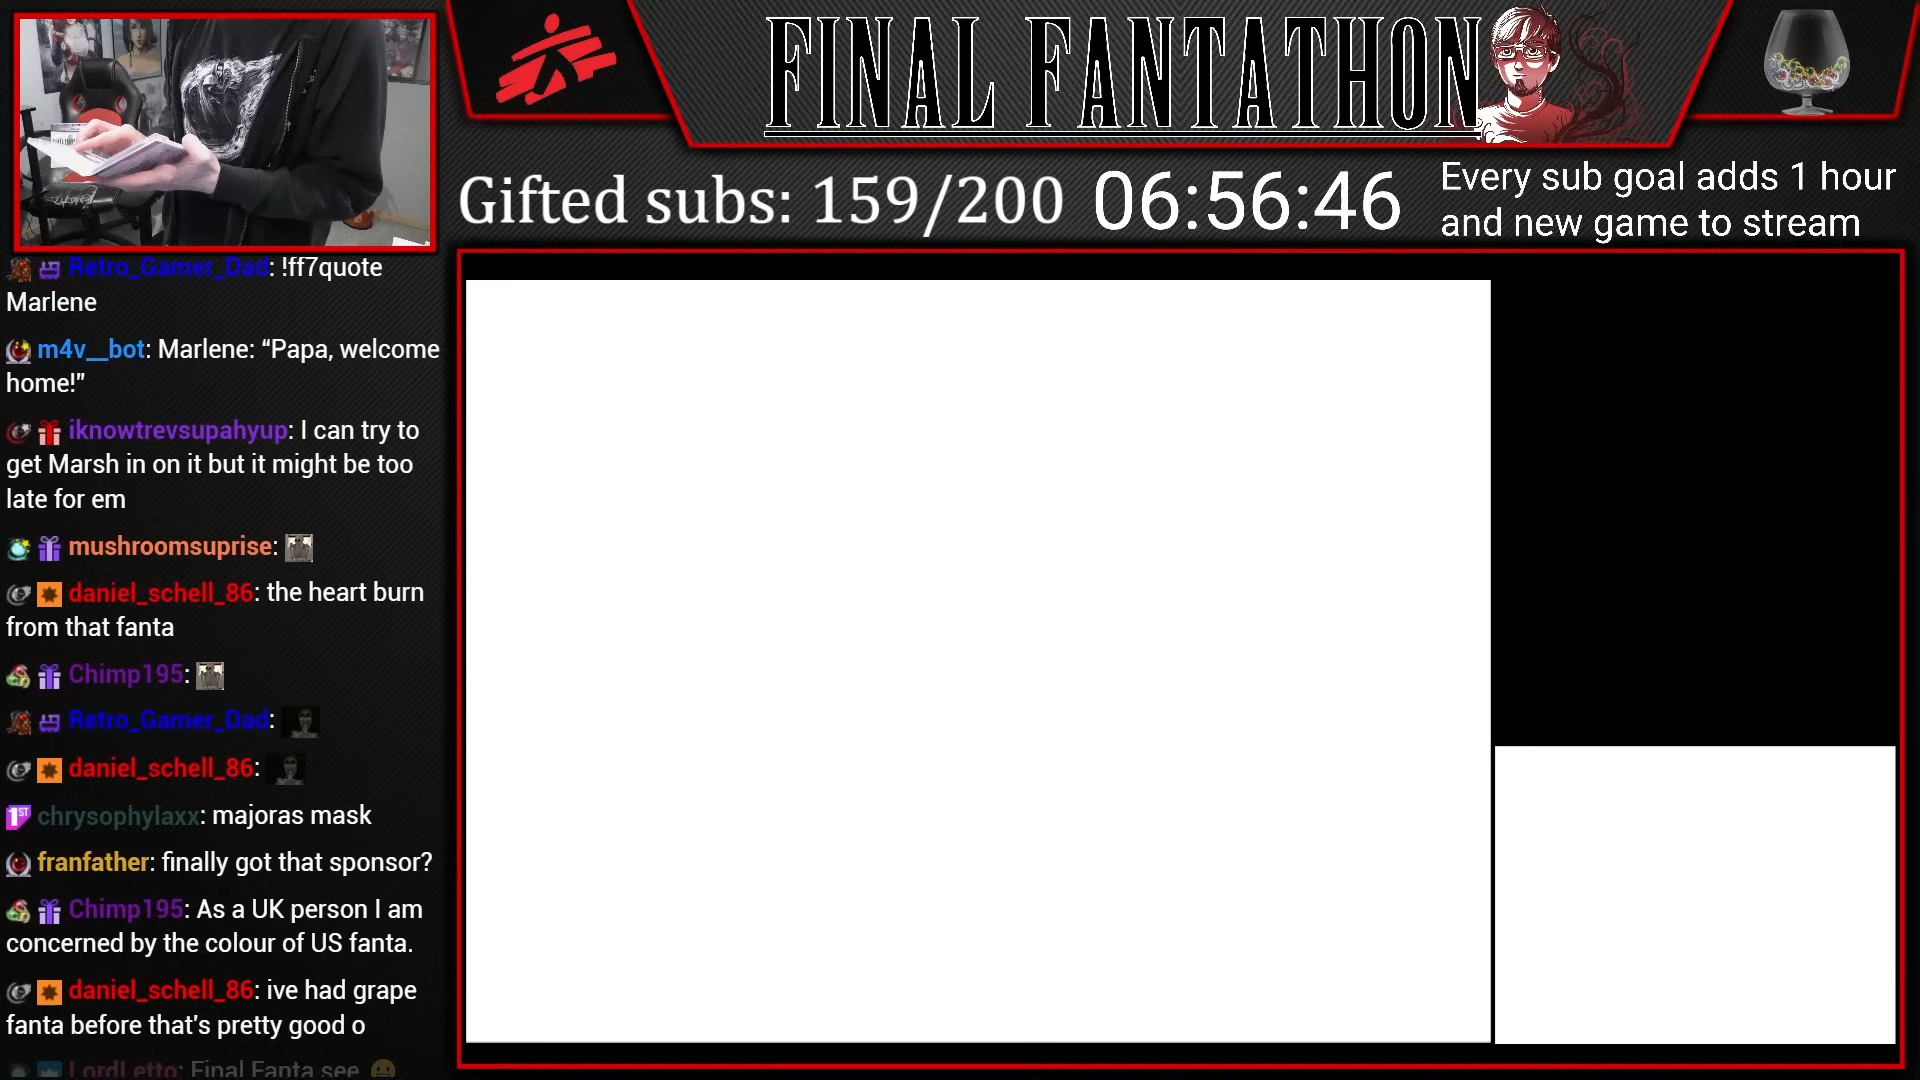 FINAL FANTATHON
Gifted subs: 159/200
06:56:46
Every sub goal adds 1 hour
and new game to stream
Retro_Gamer_Dad: !ff7quote
Marlene
m4v__bot: Marlene: “Papa, welcome
home!”
iknowtrevsupahyup: I can try to
get Marsh in on it but it might be too
late for em
mushroomsuprise:
daniel_schell_86: the heart burn
from that fanta
Chimp195:
Retro_Gamer_Dad:
daniel_schell_86:
1ST chrysophylaxx: majoras mask
franfather: finally got that sponsor?
Chimp195: As a UK person I am
concerned by the colour of US fanta.
daniel_schell_86: ive had grape
fanta before that's pretty good o
LordLetto: Final Fanta see